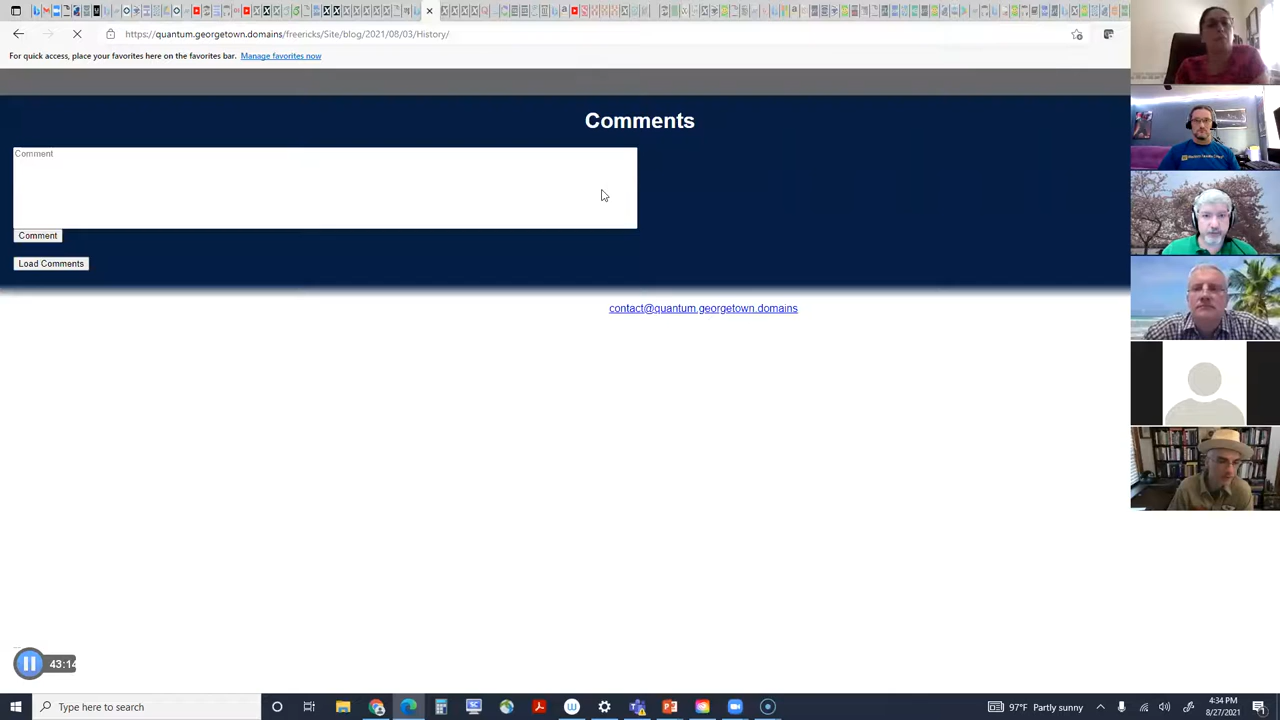 https://quantum.georgetown.domains/freericks/Site/blog/2021/08/03/History/
For quick access, place your favorites here on the favorites bar. Manage favorites now
Comments
Comment
Comment
Load Comments
contact@quantum.georgetown.domains
43:14
Type here to search
97°F Partly sunny
4:34 PM
8/27/2021